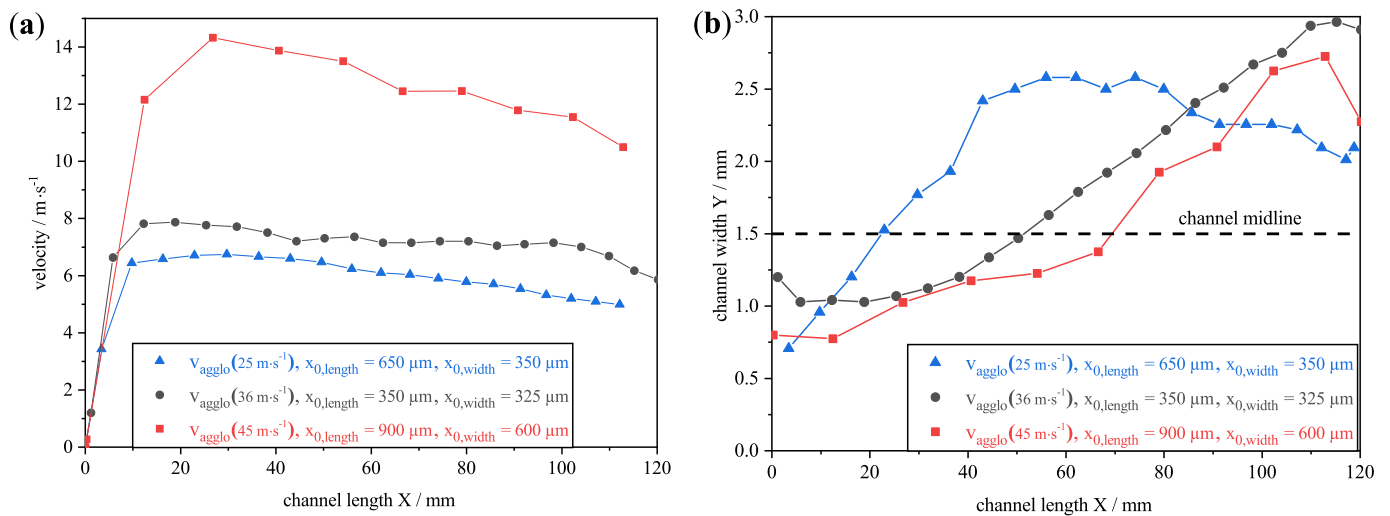 (a)
14
12
10
8
6
4
2
0
velocity / m·s⁻¹
0 20 40 60 80 100 120
channel length X / mm
v_agglo(25 m·s⁻¹), x_0,length = 650 µm, x_0,width = 350 µm
v_agglo(36 m·s⁻¹), x_0,length = 350 µm, x_0,width = 325 µm
v_agglo(45 m·s⁻¹), x_0,length = 900 µm, x_0,width = 600 µm
(b)
3.0
2.5
2.0
1.5
1.0
0.5
0.0
channel width Y / mm
channel midline
0 20 40 60 80 100 120
channel length X / mm
v_agglo(25 m·s⁻¹), x_0,length = 650 µm, x_0,width = 350 µm
v_agglo(36 m·s⁻¹), x_0,length = 350 µm, x_0,width = 325 µm
v_agglo(45 m·s⁻¹), x_0,length = 900 µm, x_0,width = 600 µm